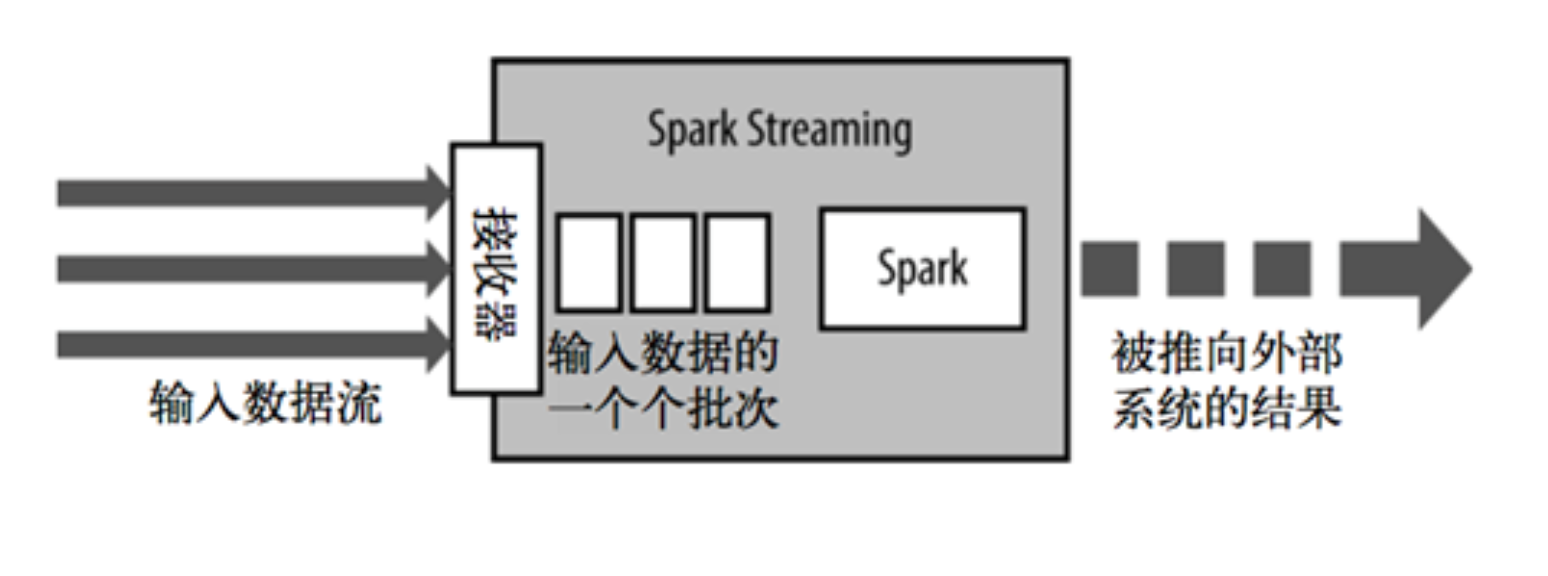 Spark Streaming
接收器
Spark
输入数据的
一个个批次
输入数据流
被推向外部
系统的结果